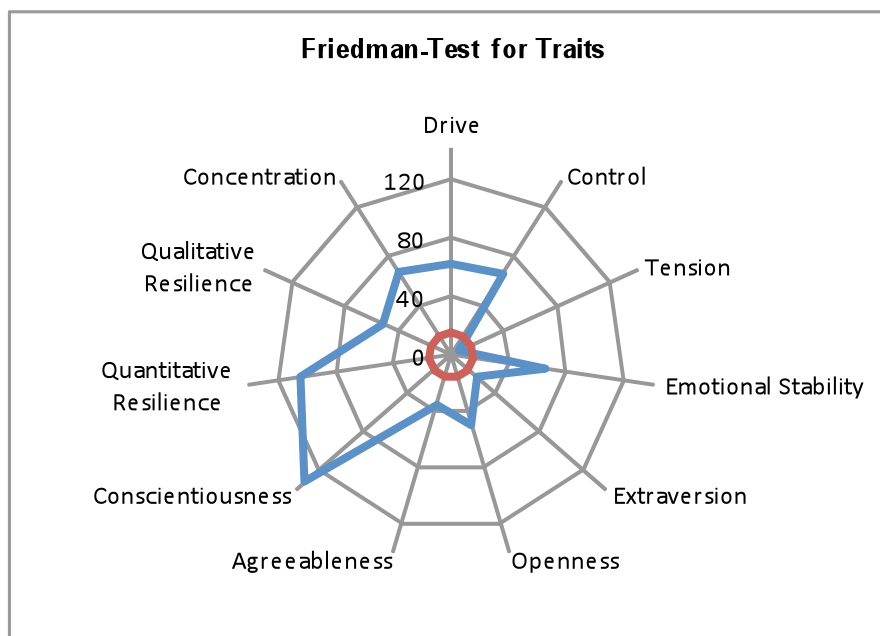 Friedman-Test for Traits
Drive
120
Concentration
Control
80
Qualitative
Resilience
Tension
40
0
Quantitative
Resilience
Emotional Stability
Conscientiousness
Extraversion
Agreeableness
Openness